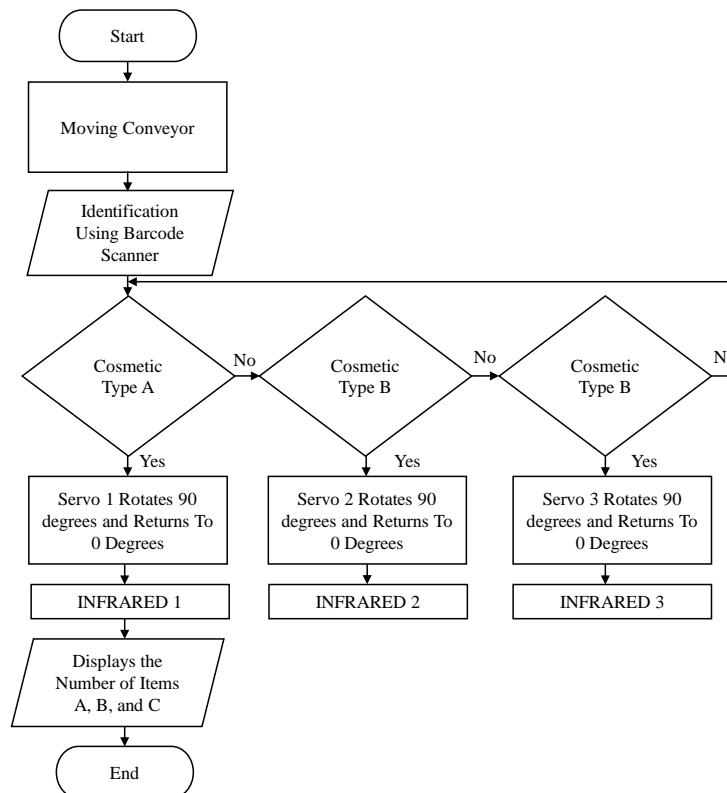 Start
Moving Conveyor
Identification
Using Barcode
Scanner
Cosmetic
Type A
No
Cosmetic
Type B
No
Cosmetic
Type B
N
Yes
Yes
Yes
Servo 1 Rotates 90
degrees and Returns To
0 Degrees
Servo 2 Rotates 90
degrees and Returns To
0 Degrees
Servo 3 Rotates 90
degrees and Returns To
0 Degrees
INFRARED 1
INFRARED 2
INFRARED 3
Displays the
Number of Items
A, B, and C
End